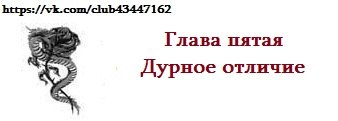 https://vk.com/club43447162
Глава пятая
Дурное отличие